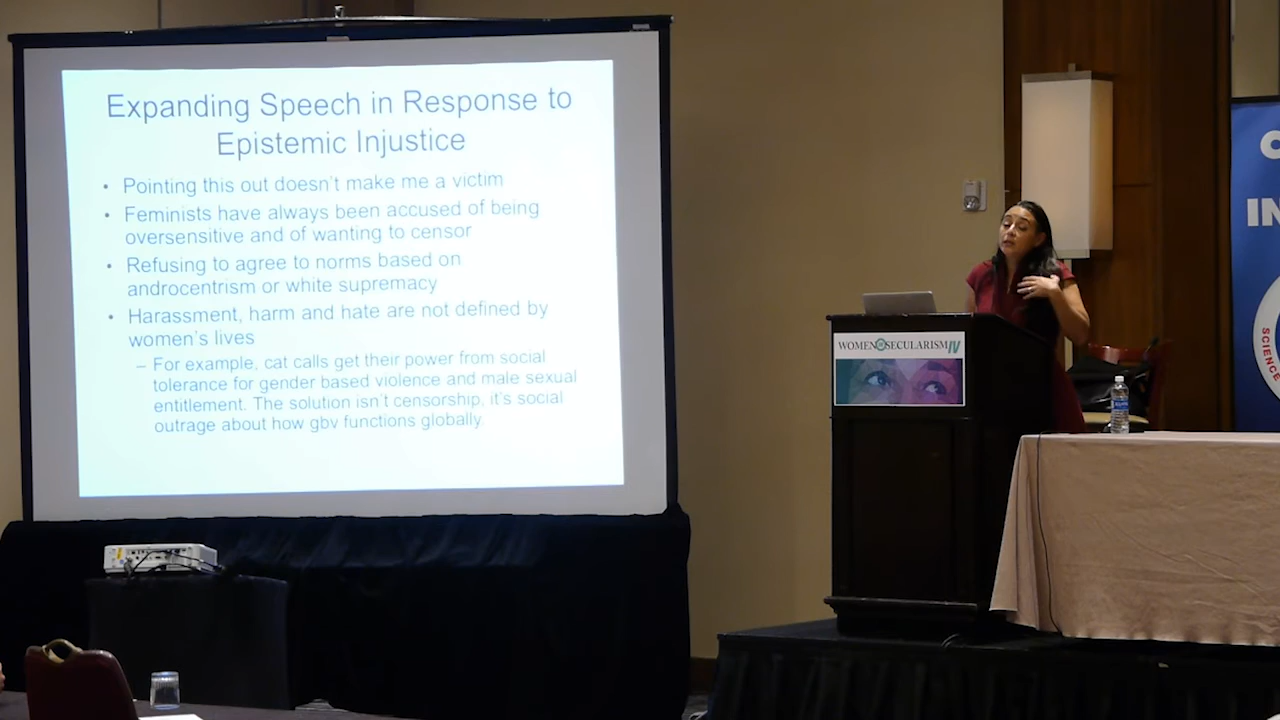 Expanding Speech in Response to
Epistemic Injustice
• Pointing this out doesn't make me a victim
• Feminists have always been accused of being
oversensitive and of wanting to censor
• Refusing to agree to norms based on
androcentrism or white supremacy
• Harassment, harm and hate are not defined by
women's lives
– For example, cat calls get their power from social
tolerance for gender based violence and male sexual
entitlement. The solution isn't censorship, it's social
outrage about how gbv functions globally.
WOMEN IN SECULARISM IV
SCIENCE